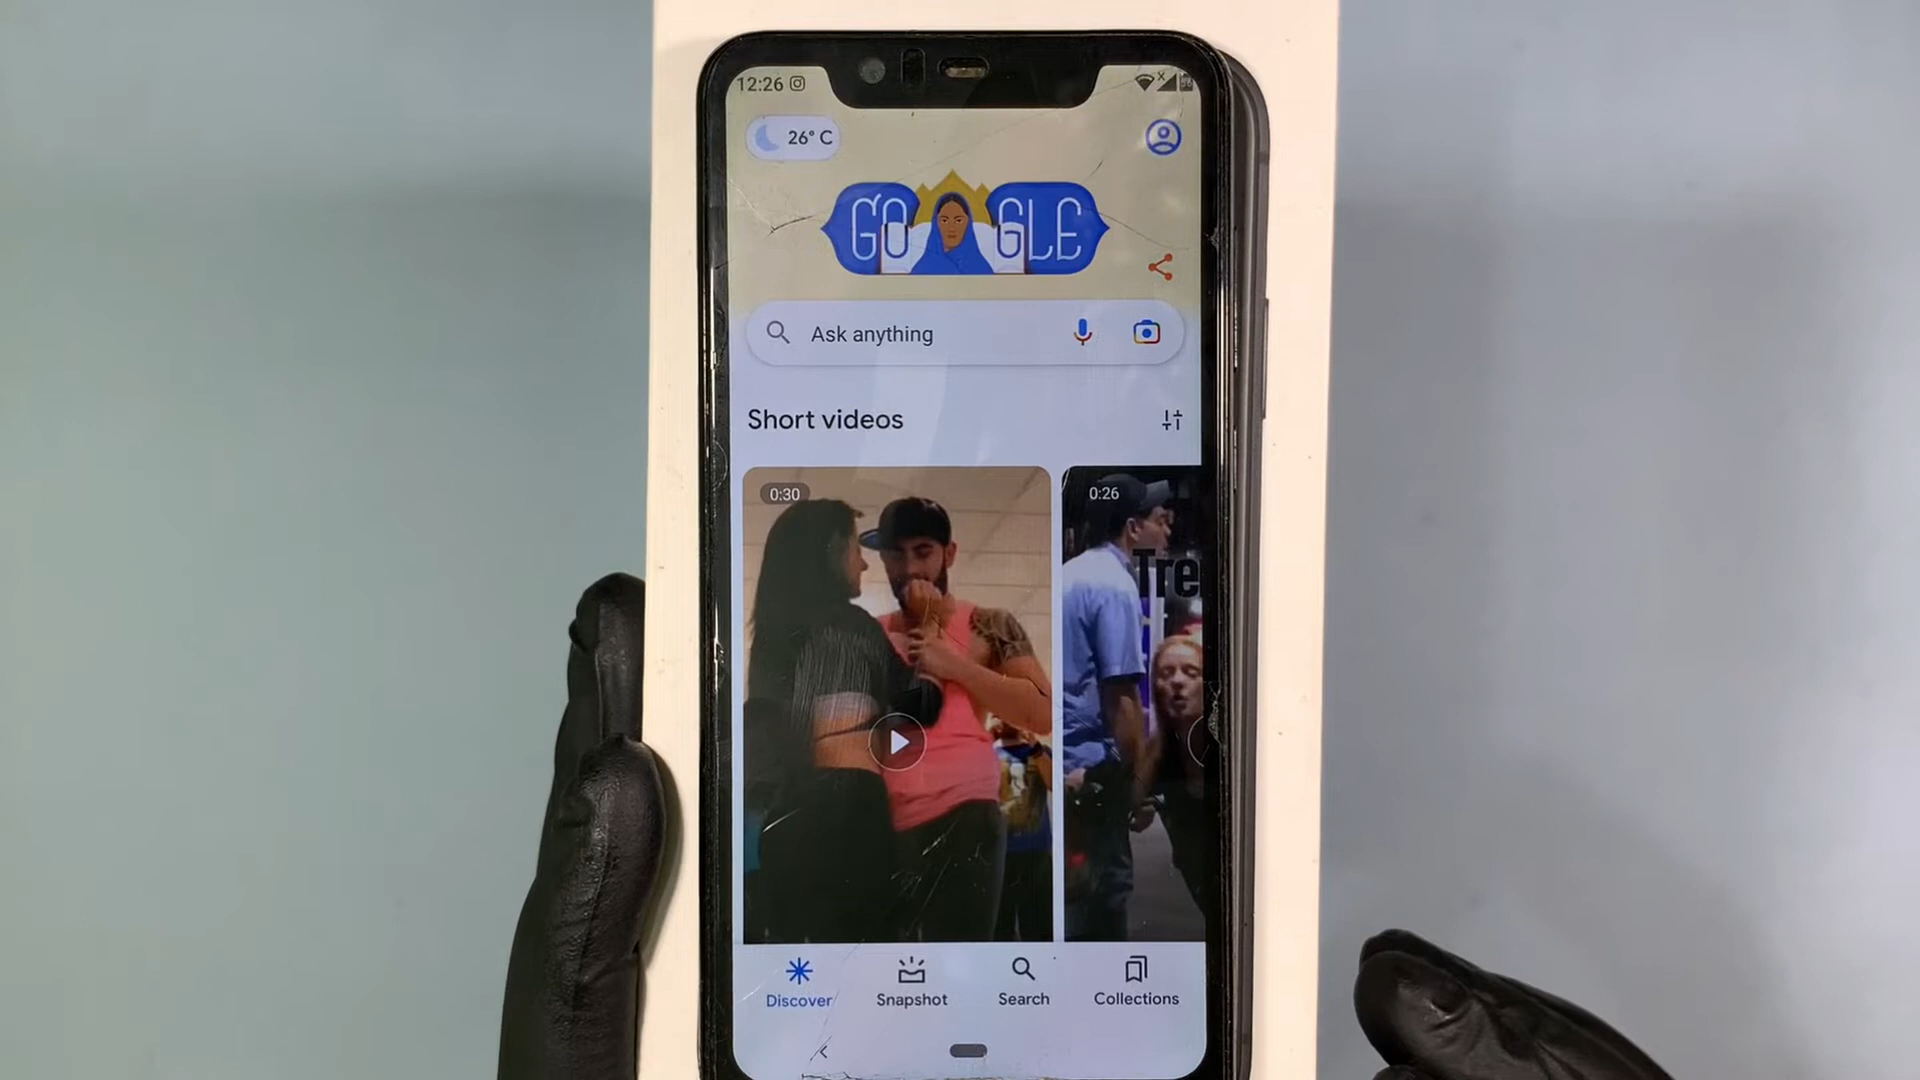 12:26
26° C
GOOGLE
Ask anything
Short videos
0:30
0:26
Tre
Discover
Snapshot
Search
Collections